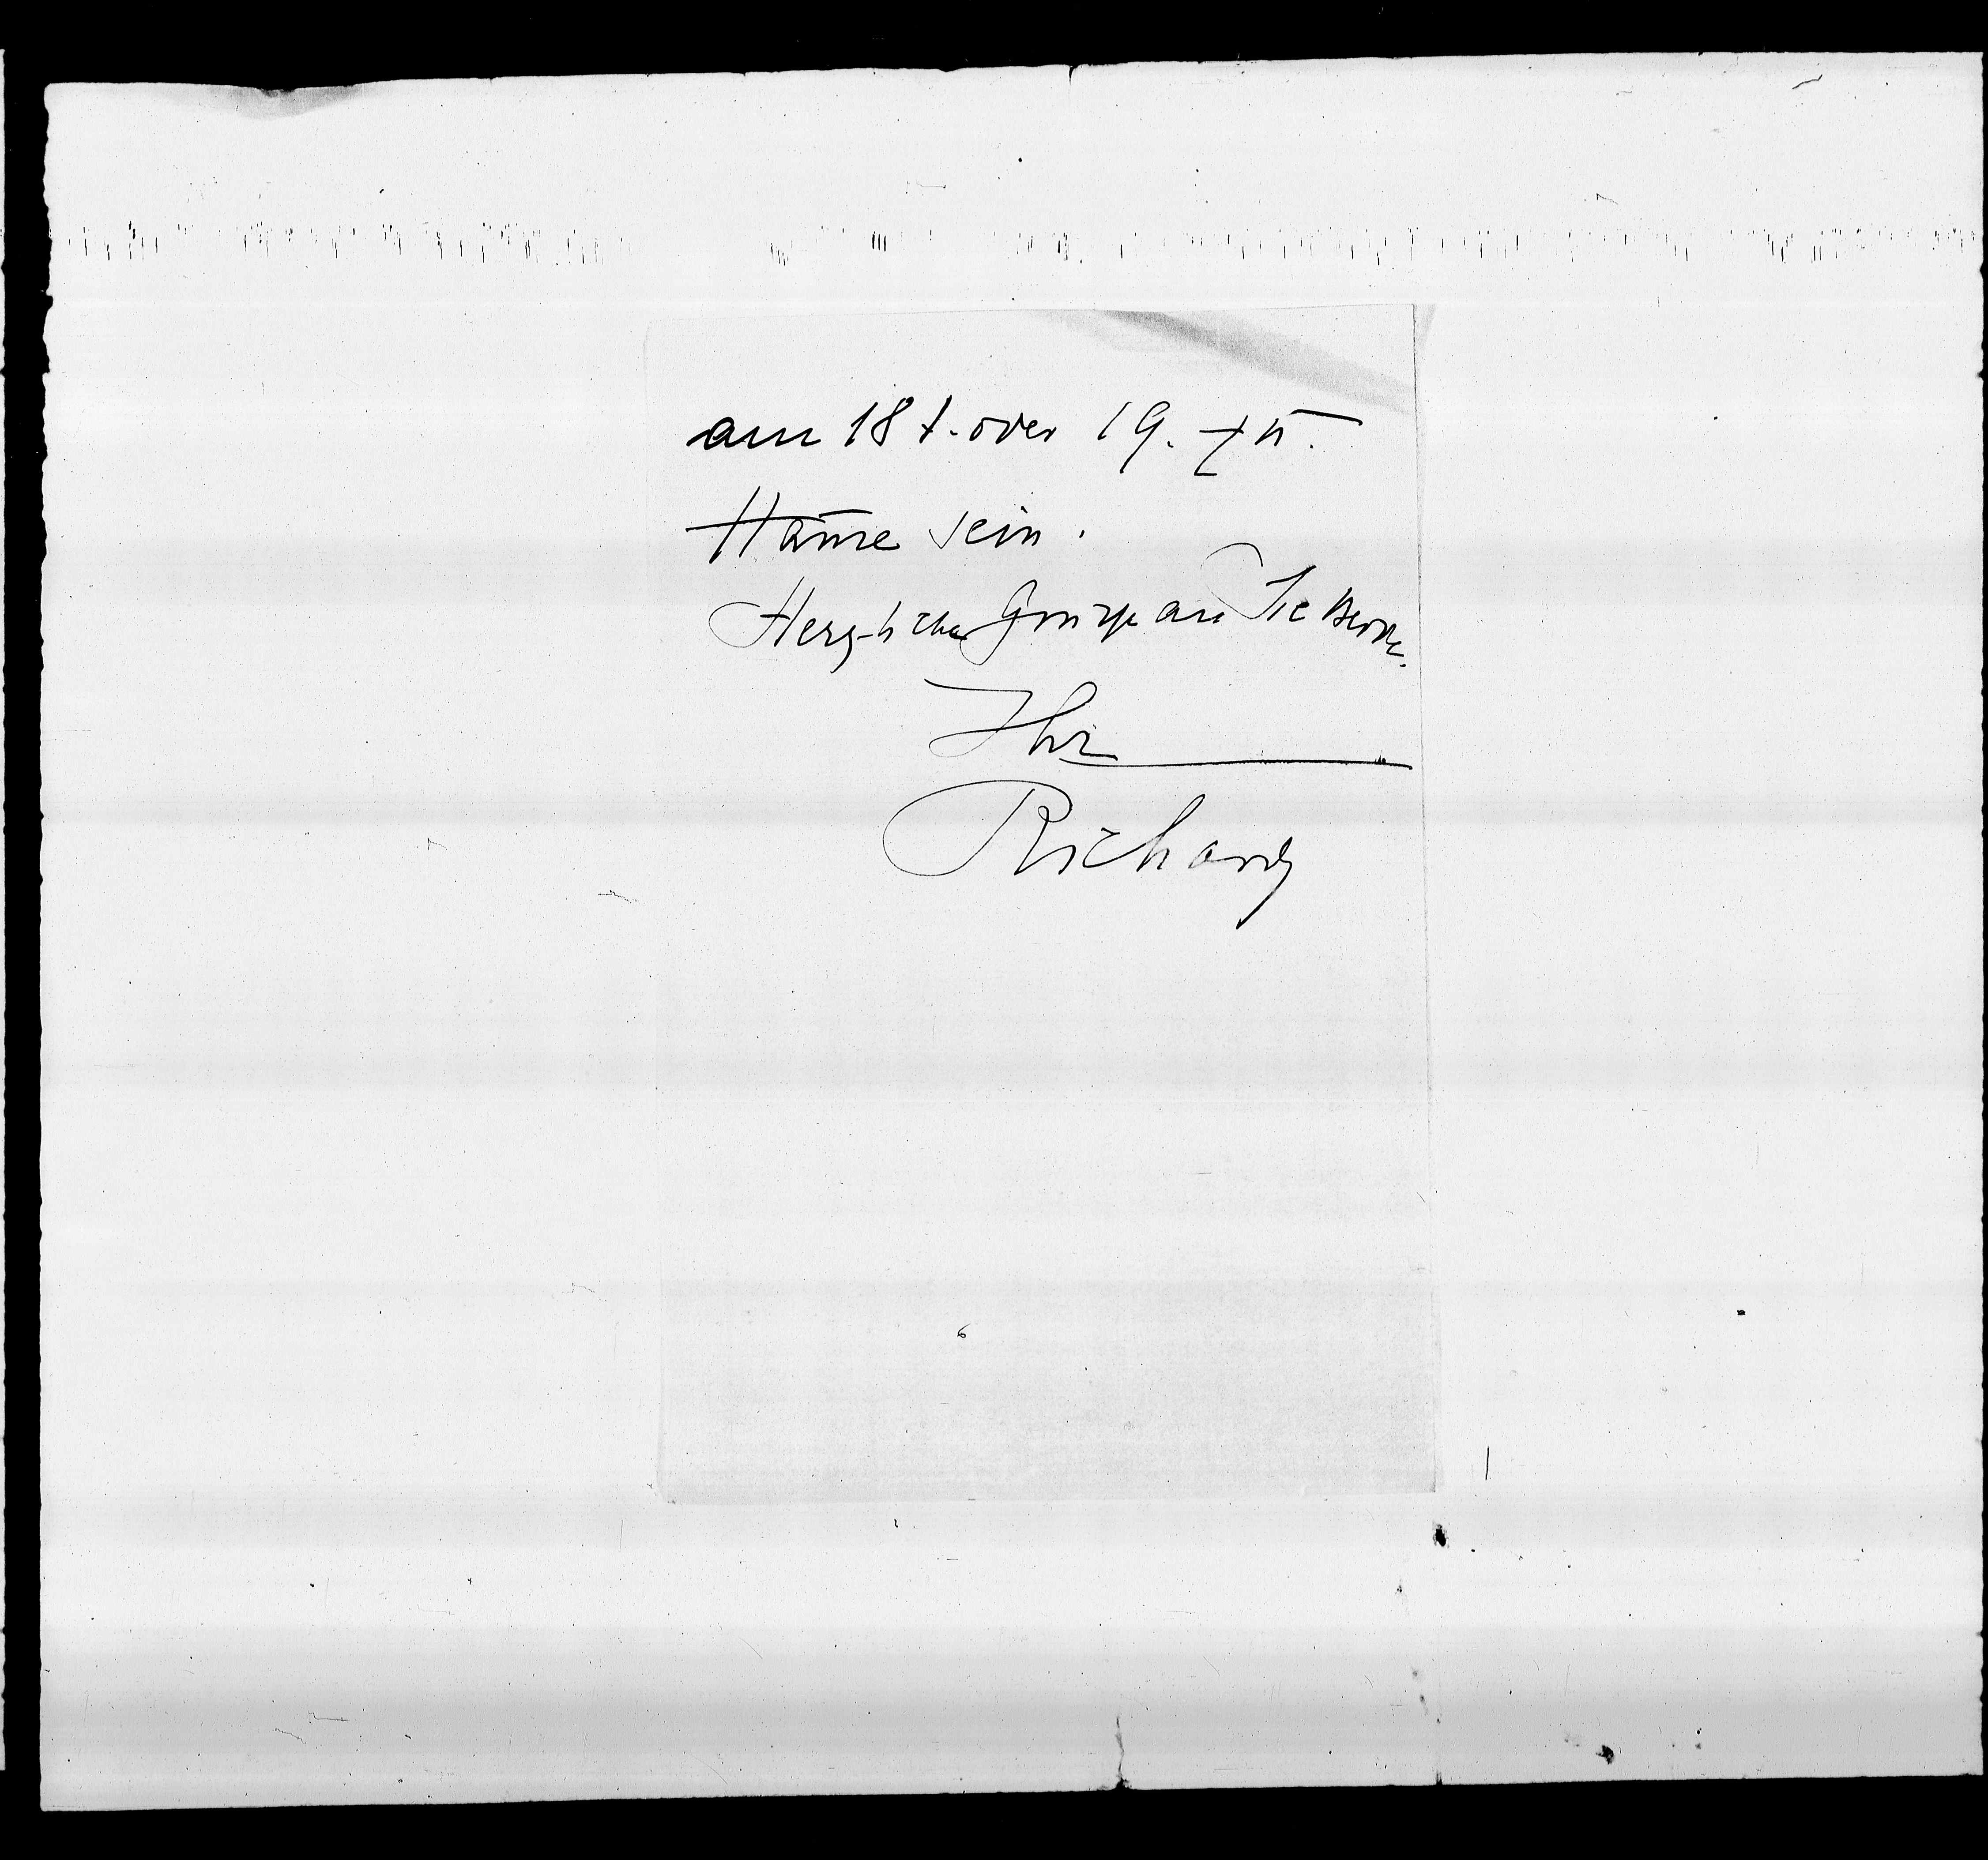 am 18t. oder 19. zu
Hause sein.
Herzliche Grüße an Sie beide.
Ihr
Richard